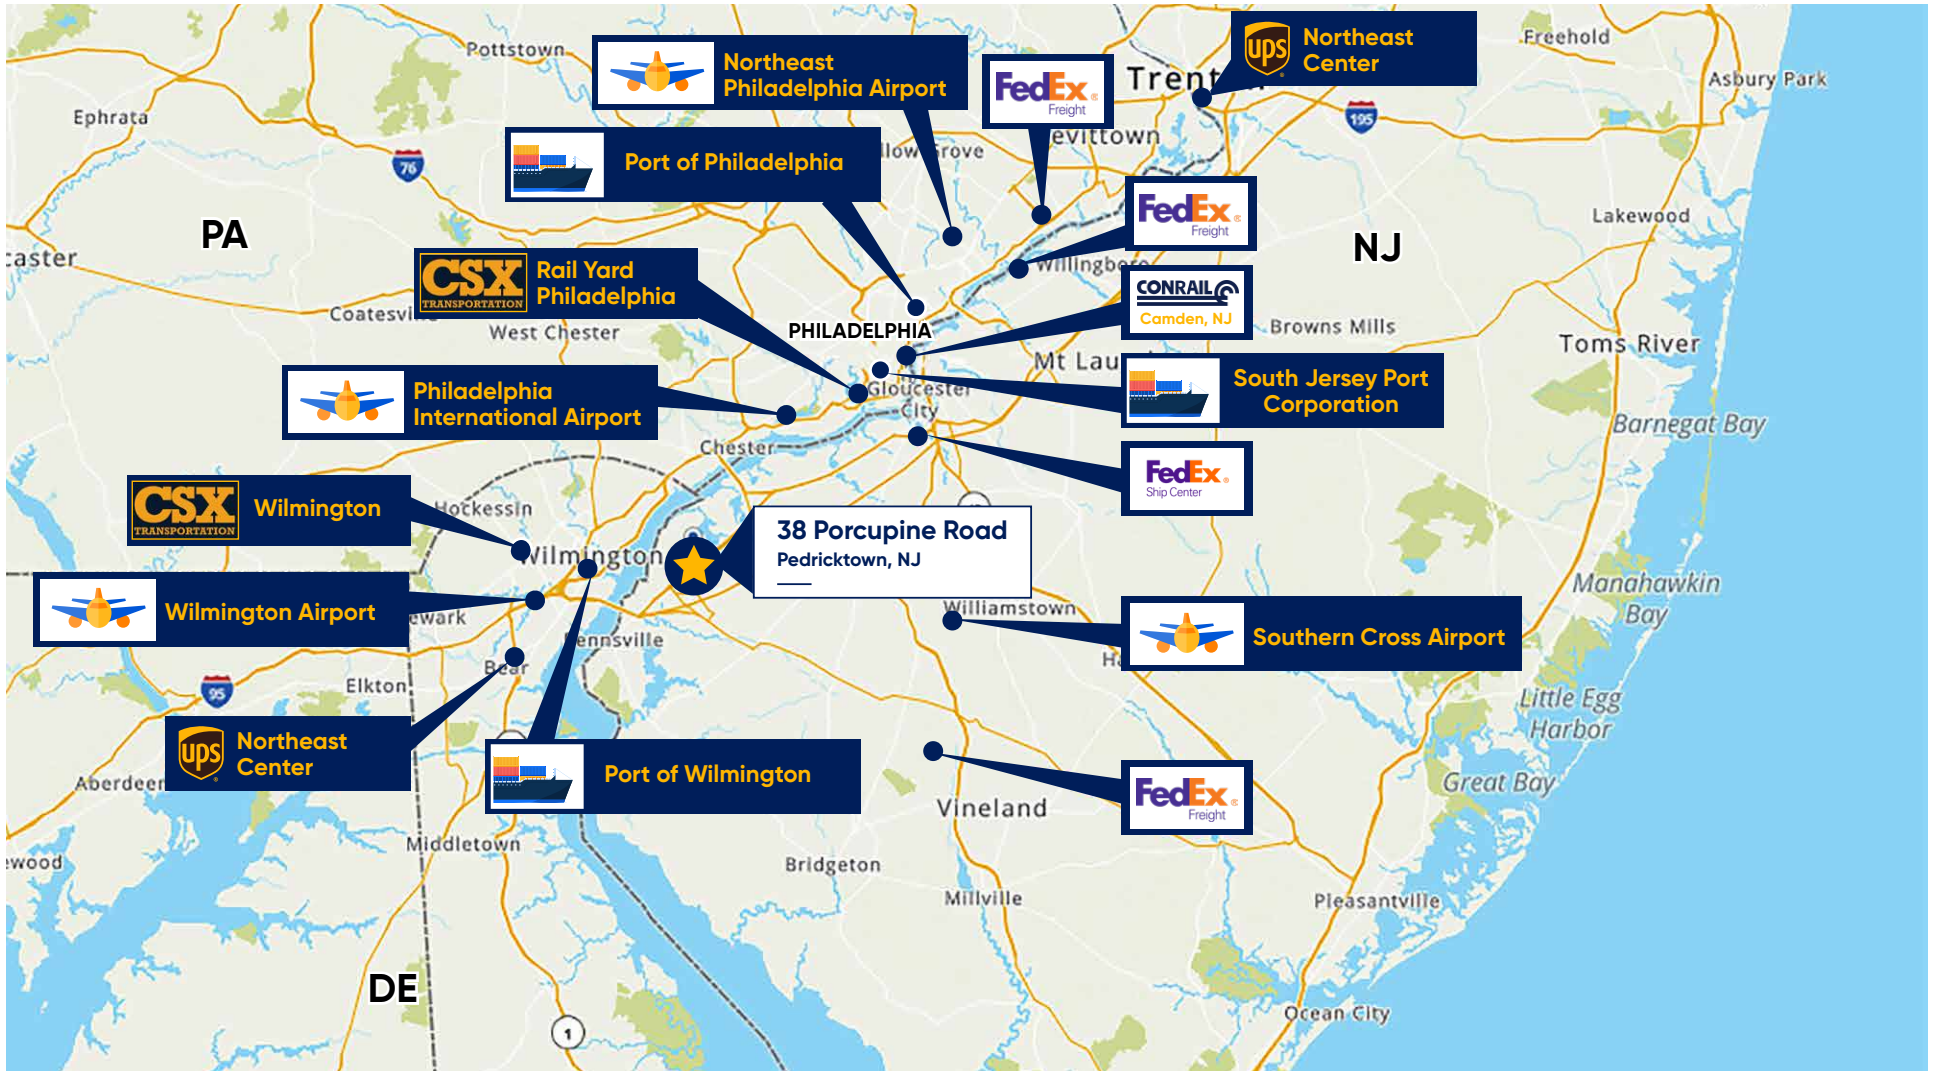 Pottstown
Northeast
Philadelphia Airport
FedEx®
Freight
Trent
ups
Northeast
Center
Freehold
Asbury Park
195
Ephrata
76
Port of Philadelphia
llow Grove
evittown
FedEx®
Freight
Lakewood
PA
NJ
caster
CSX
TRANSPORTATION
Rail Yard
Philadelphia
Willingboro
CONRAIL
Camden, NJ
Coatesvi
West Chester
PHILADELPHIA
Browns Mills
Toms River
Mt Lau
South Jersey Port
Corporation
Philadelphia
International Airport
Gloucester
City
Barnegat Bay
Chester
FedEx®
Ship Center
CSX
TRANSPORTATION
Wilmington
Hockessin
38 Porcupine Road
Pedricktown, NJ
Wilmington
Manahawkin
Bay
Wilmington Airport
ewark
Williamstown
Southern Cross Airport
Pennsville
Bear
H
Elkton
95
Little Egg
Harbor
ups
Northeast
Center
Port of Wilmington
Aberdeen
FedEx®
Freight
Great Bay
Vineland
Middletown
ewood
Bridgeton
Millville
Pleasantville
DE
1
Ocean City